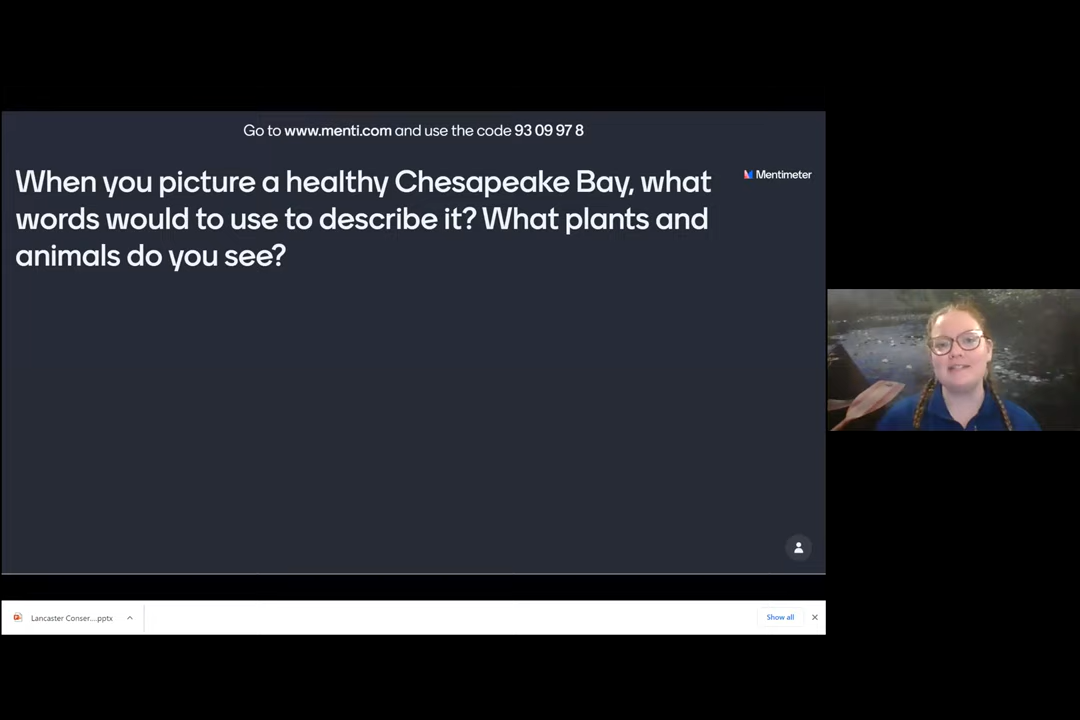 Go to www.menti.com and use the code 93 09 97 8
When you picture a healthy Chesapeake Bay, what
words would to use to describe it? What plants and
animals do you see?
Mentimeter
Lancaster Conser....pptx
Show all